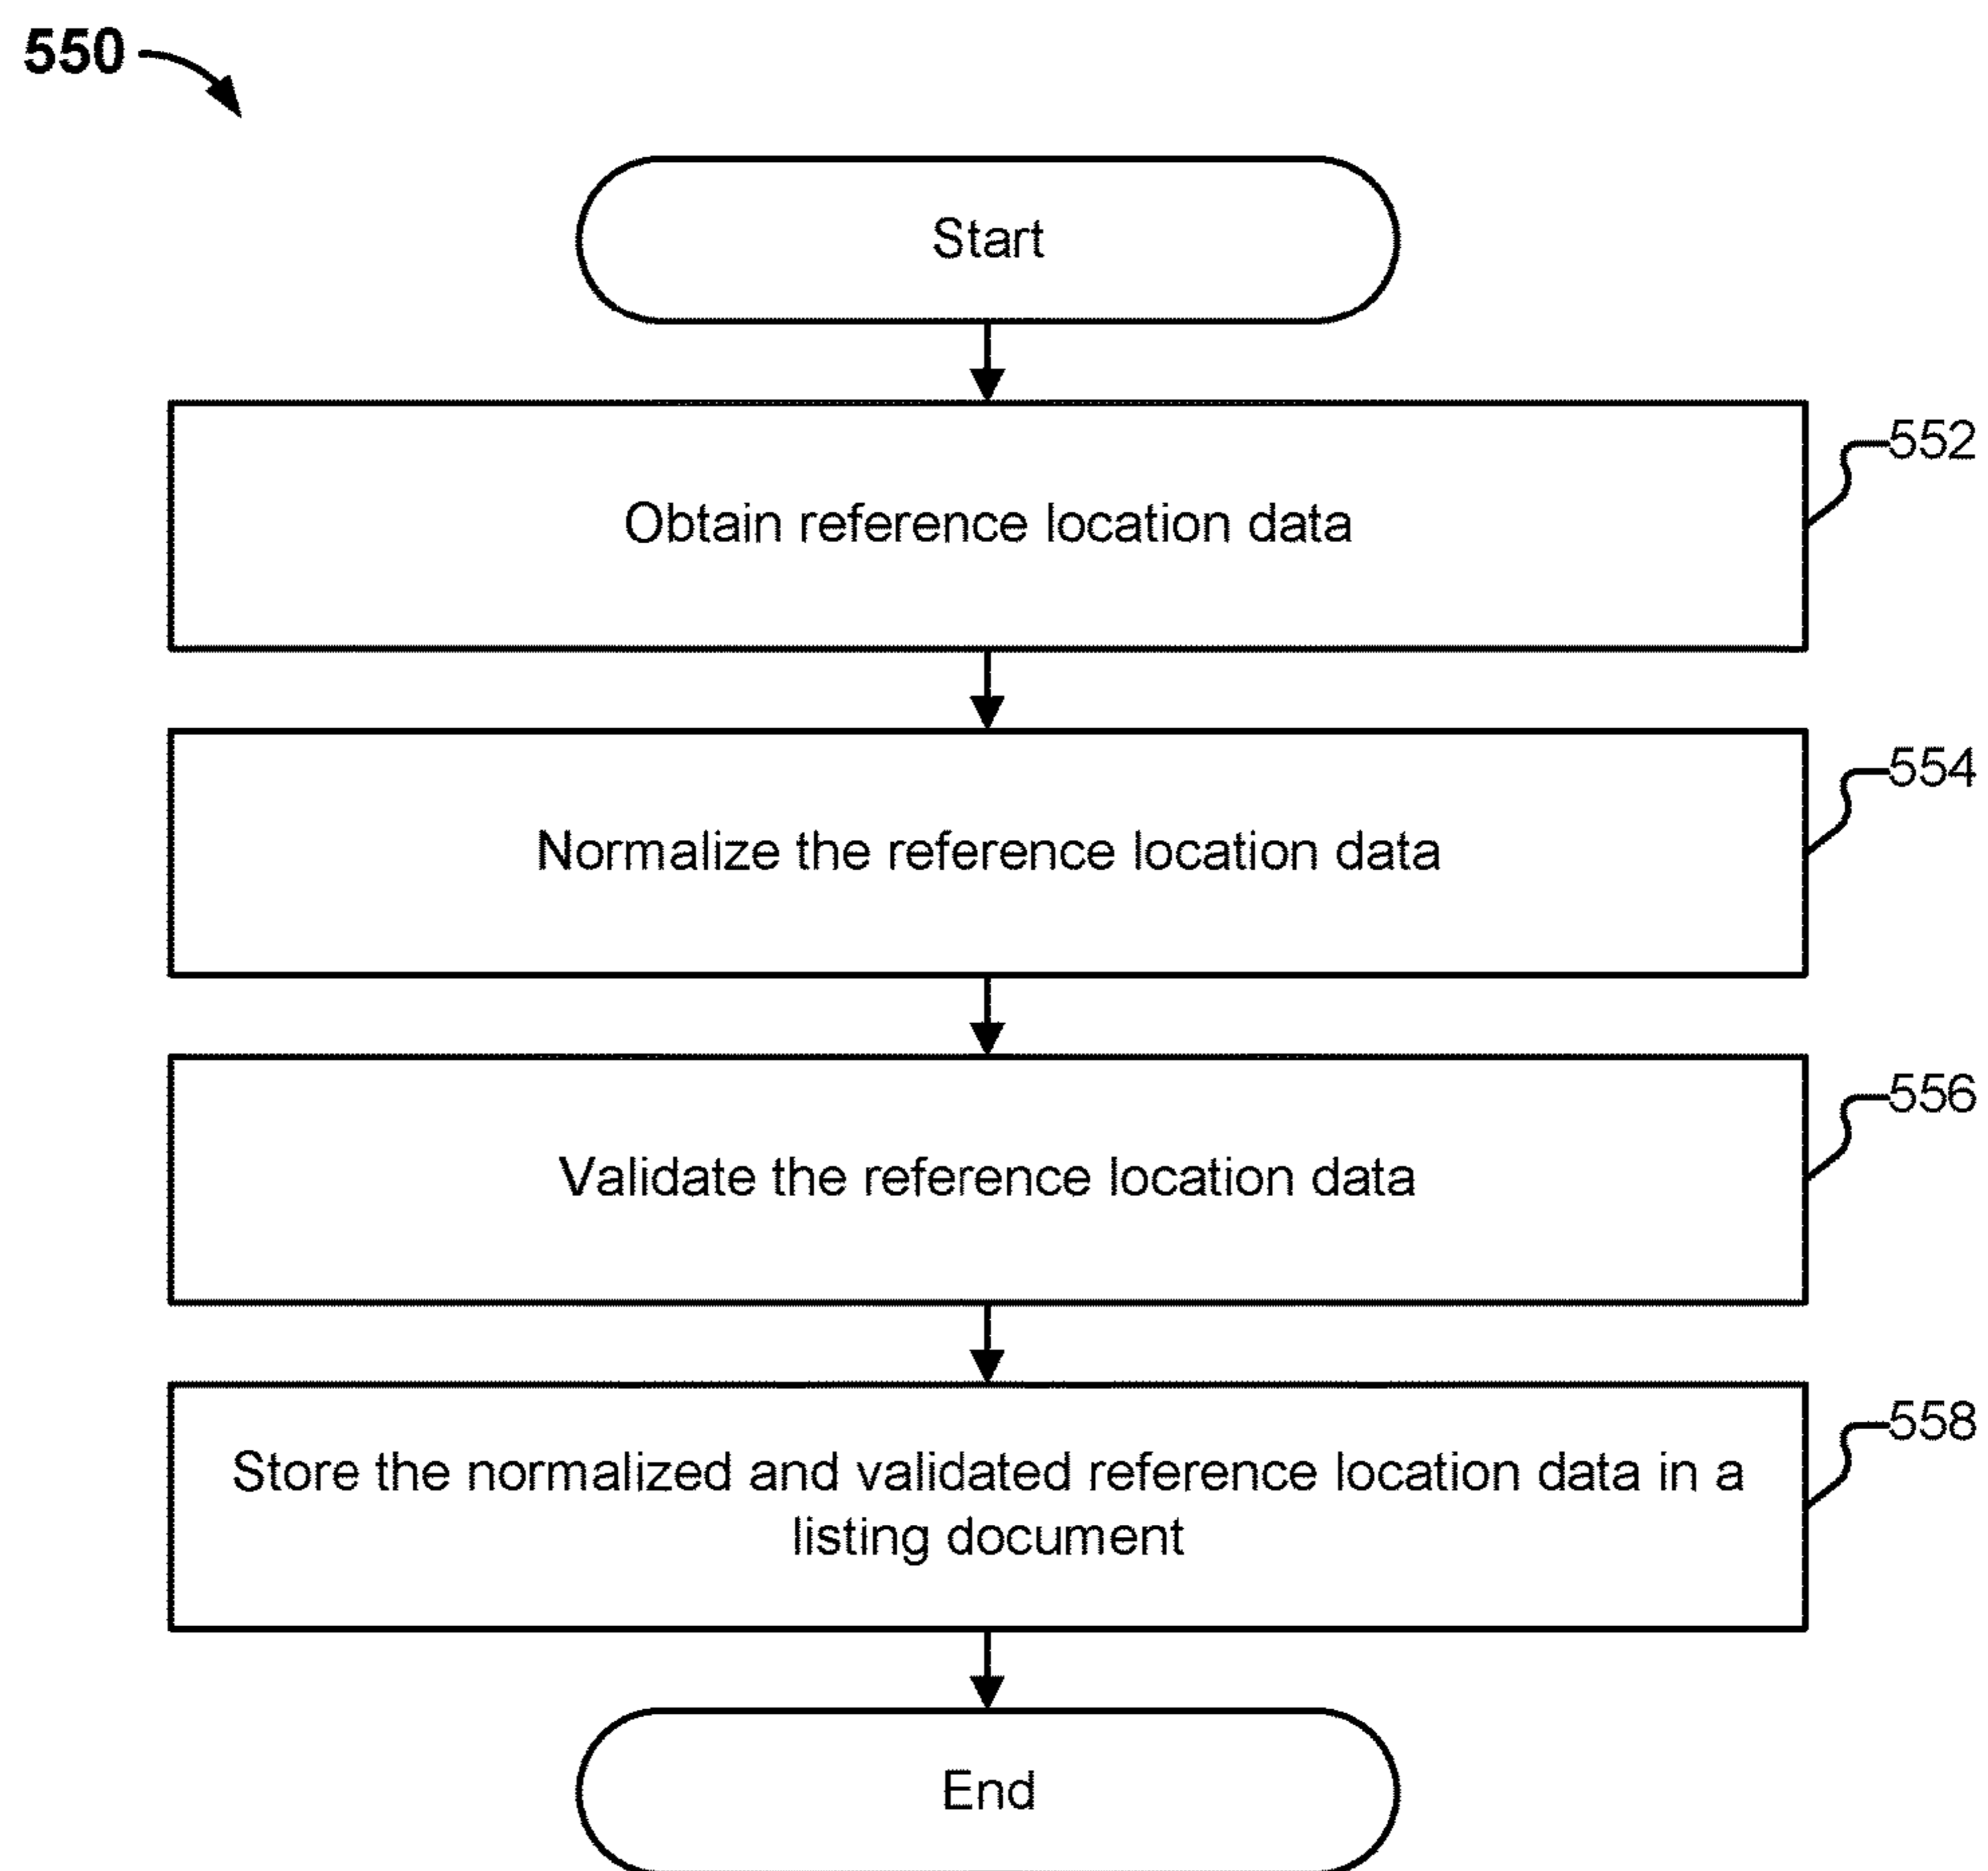 550
Start
552
Obtain reference location data
554
Normalize the reference location data
556
Validate the reference location data
558
Store the normalized and validated reference location data in a
listing document
End